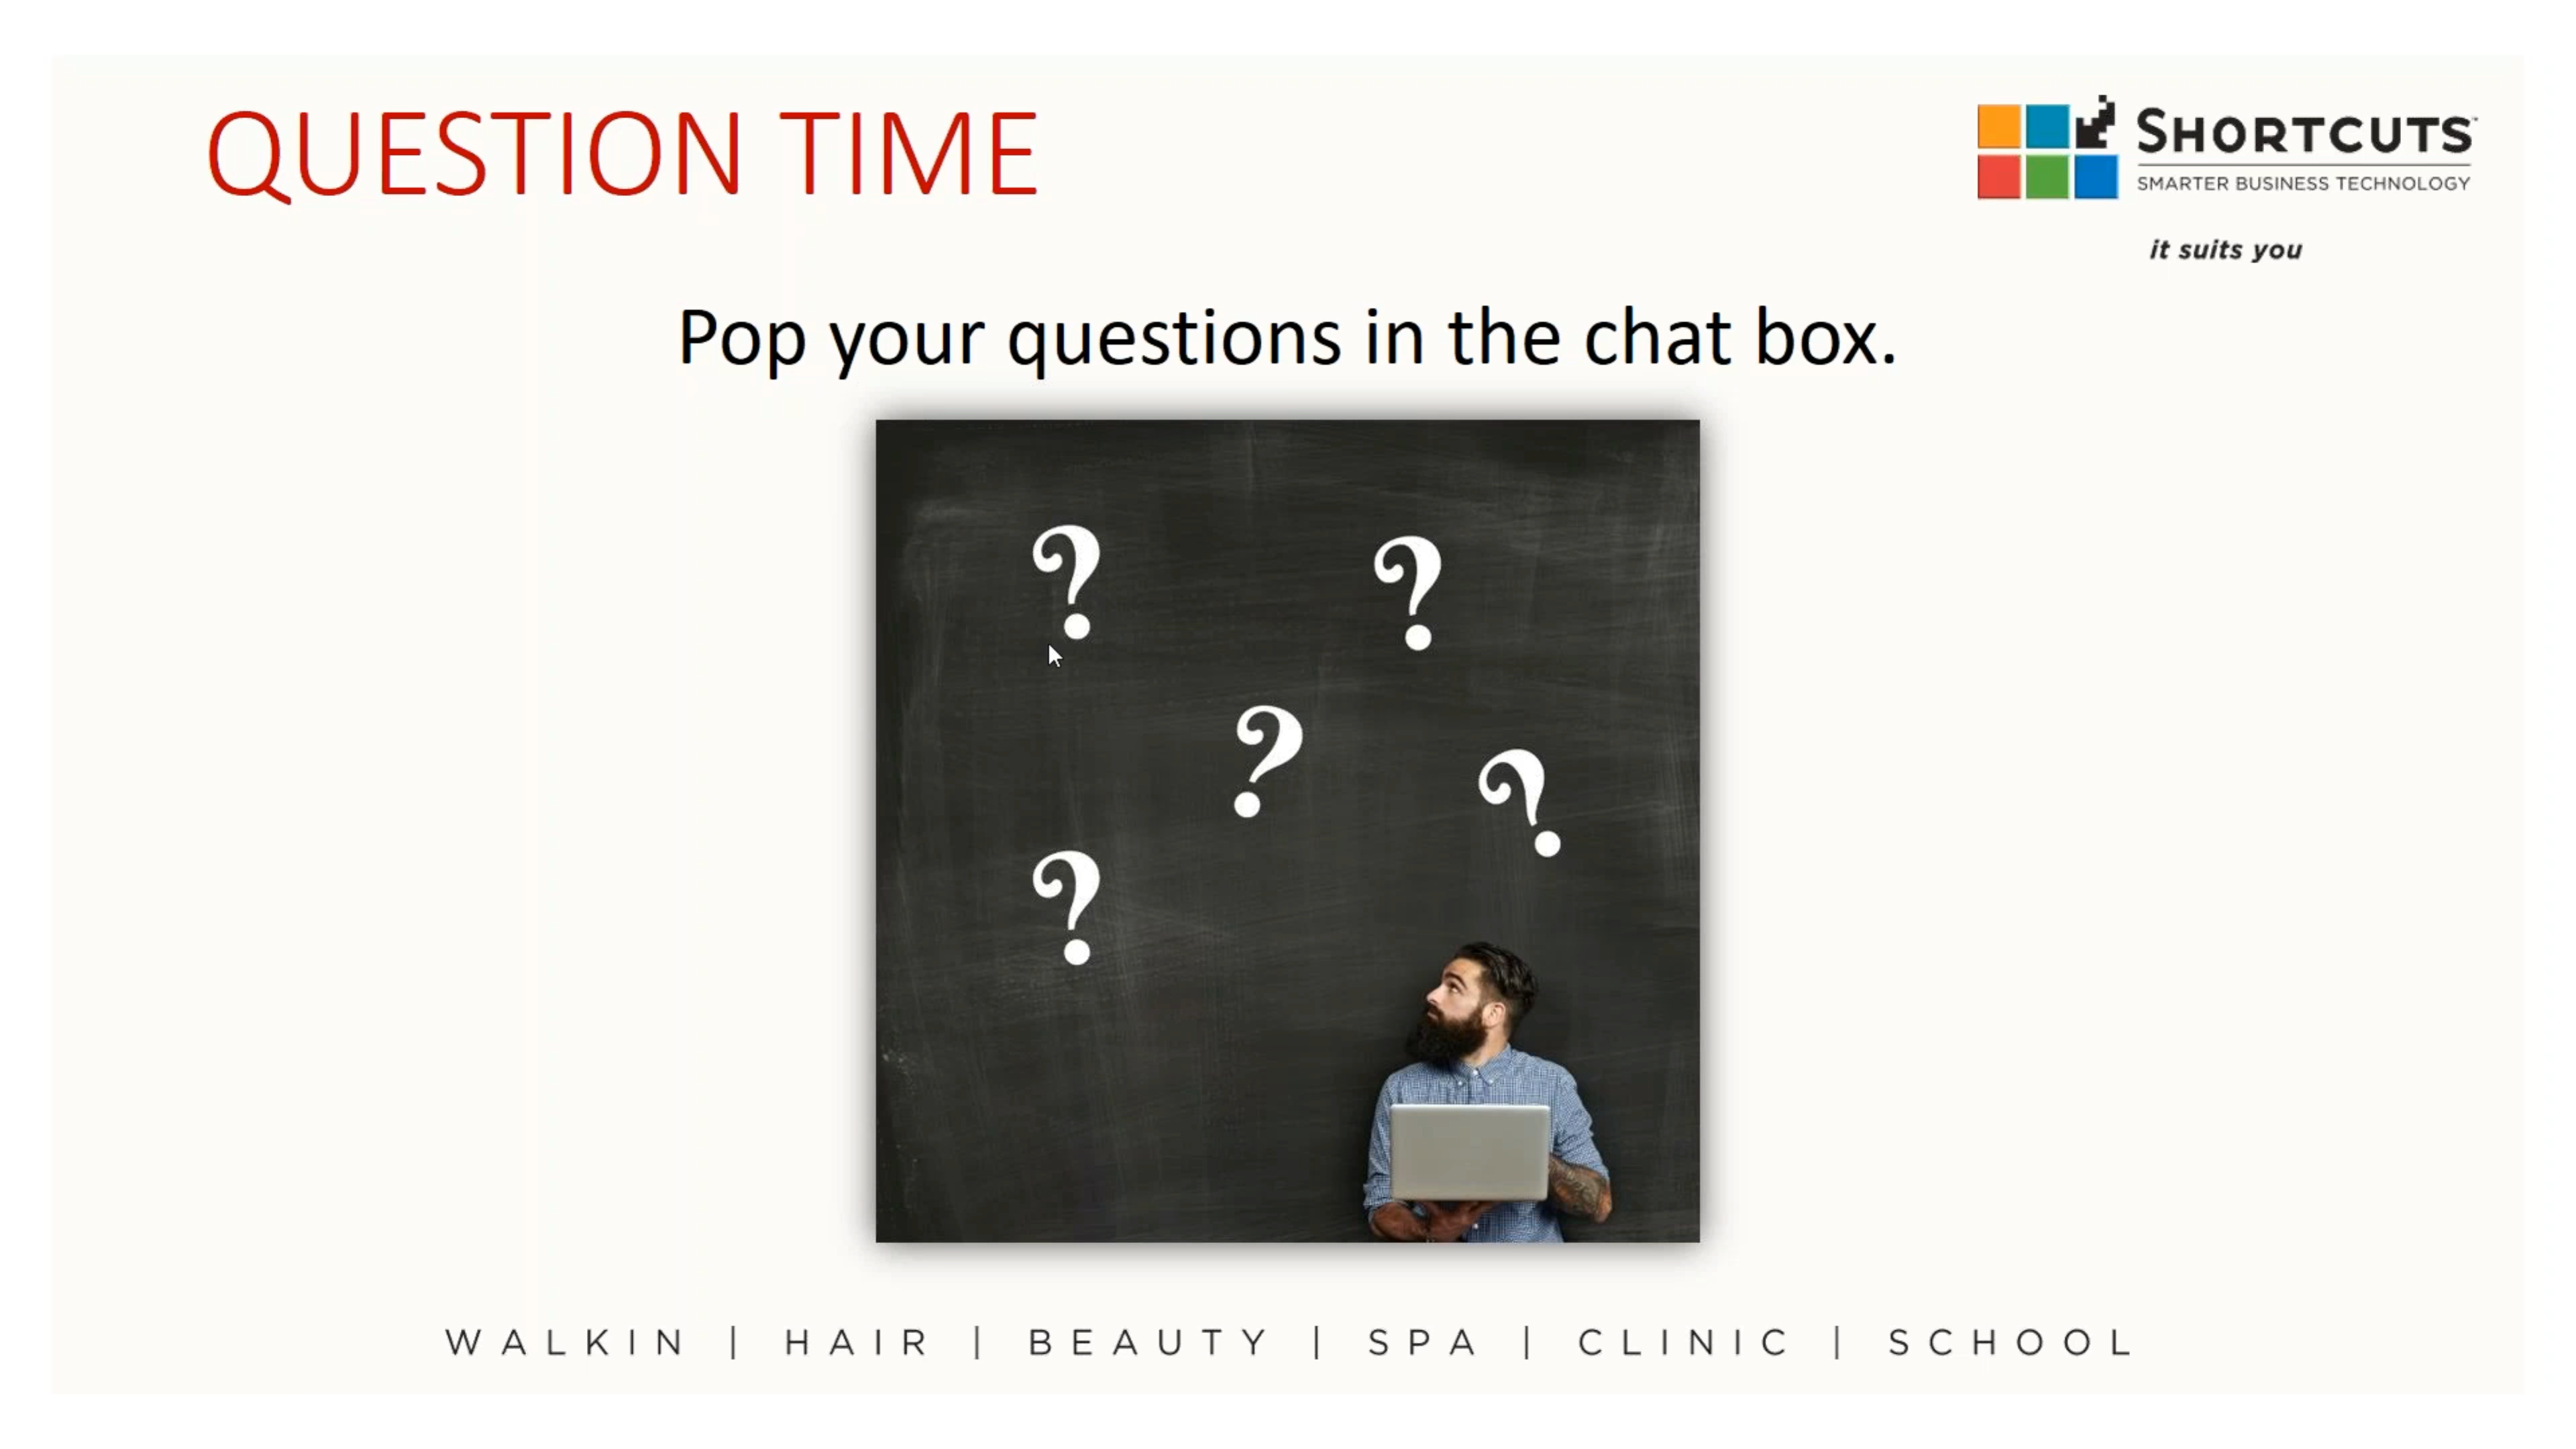 QUESTION TIME
SHORTCUTS™
SMARTER BUSINESS TECHNOLOGY
it suits you
Pop your questions in the chat box.
? ?
? ?
?
WALKIN | HAIR | BEAUTY | SPA | CLINIC | SCHOOL